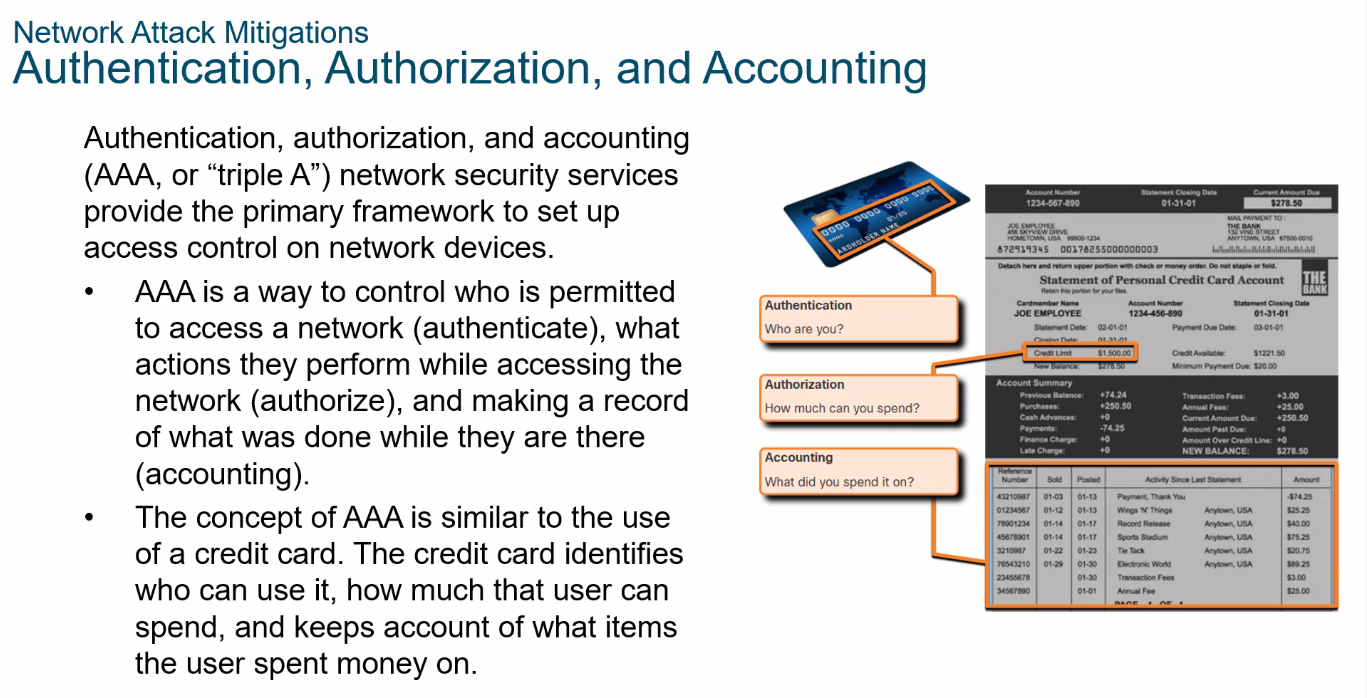 Network Attack Mitigations
Authentication, Authorization, and Accounting
Authentication, authorization, and accounting
(AAA, or “triple A”) network security services
provide the primary framework to set up
access control on network devices.
• AAA is a way to control who is permitted
to access a network (authenticate), what
actions they perform while accessing the
network (authorize), and making a record
of what was done while they are there
(accounting).
• The concept of AAA is similar to the use
of a credit card. The credit card identifies
who can use it, how much that user can
spend, and keeps account of what items
the user spent money on.
0000 0000 0000 0000
01/20
CARDHOLDER NAME
Authentication
Who are you?
Authorization
How much can you spend?
Accounting
What did you spend it on?
Account Number Statement Closing Date Current Amount Due
1234-567-890 01-31-01 $278.50
JOE EMPLOYEE
456 SKYVIEW DRIVE
HOMETOWN, USA 99900-1234
MAIL PAYMENT TO :
THE BANK
132 VINE STREET
ANYTOWN, USA 67500-0010
872919345 00178255000000003
Detach here and return upper portion with check or money order. Do not staple or fold.
Statement of Personal Credit Card Account
Retain this portion for your files.
THE
BANK
Cardmember Name Account Number Statement Closing Date
JOE EMPLOYEE 1234-456-890 01-31-01
Statement Date: 02-01-01 Payment Due Date: 03-01-01
Closing Date: 01-31-01
Credit Limit $1,500.00 Credit Available: $1221.50
New Balance: $278.50 Minimum Payment Due: $20.00
Account Summary
Previous Balance: +74.24 Transaction Fees: +3.00
Purchases: +250.50 Annual Fees: +25.00
Cash Advances: +0 Current Amount Due: +250.50
Payments: -74.25 Amount Past Due: +0
Finance Charge: +0 Amount Over Credit Line: +0
Late Charge: +0 NEW BALANCE: $278.50
Reference
Number Sold Posted Activity Since Last Statement Amount
43210987 01-03 01-13 Payment, Thank You -$74.25
01234567 01-12 01-13 Wings 'N' Things Anytown, USA $25.25
78901234 01-14 01-17 Record Release Anytown, USA $40.00
45678901 01-14 01-17 Sports Stadium Anytown, USA $75.25
3210987 01-22 01-23 Tie Tack Anytown, USA $20.75
76543210 01-29 01-30 Electronic World Anytown, USA $89.25
23455678 01-30 Transaction Fees $3.00
34567890 01-01 Annual Fee $25.00
PAGE 1 OF 1